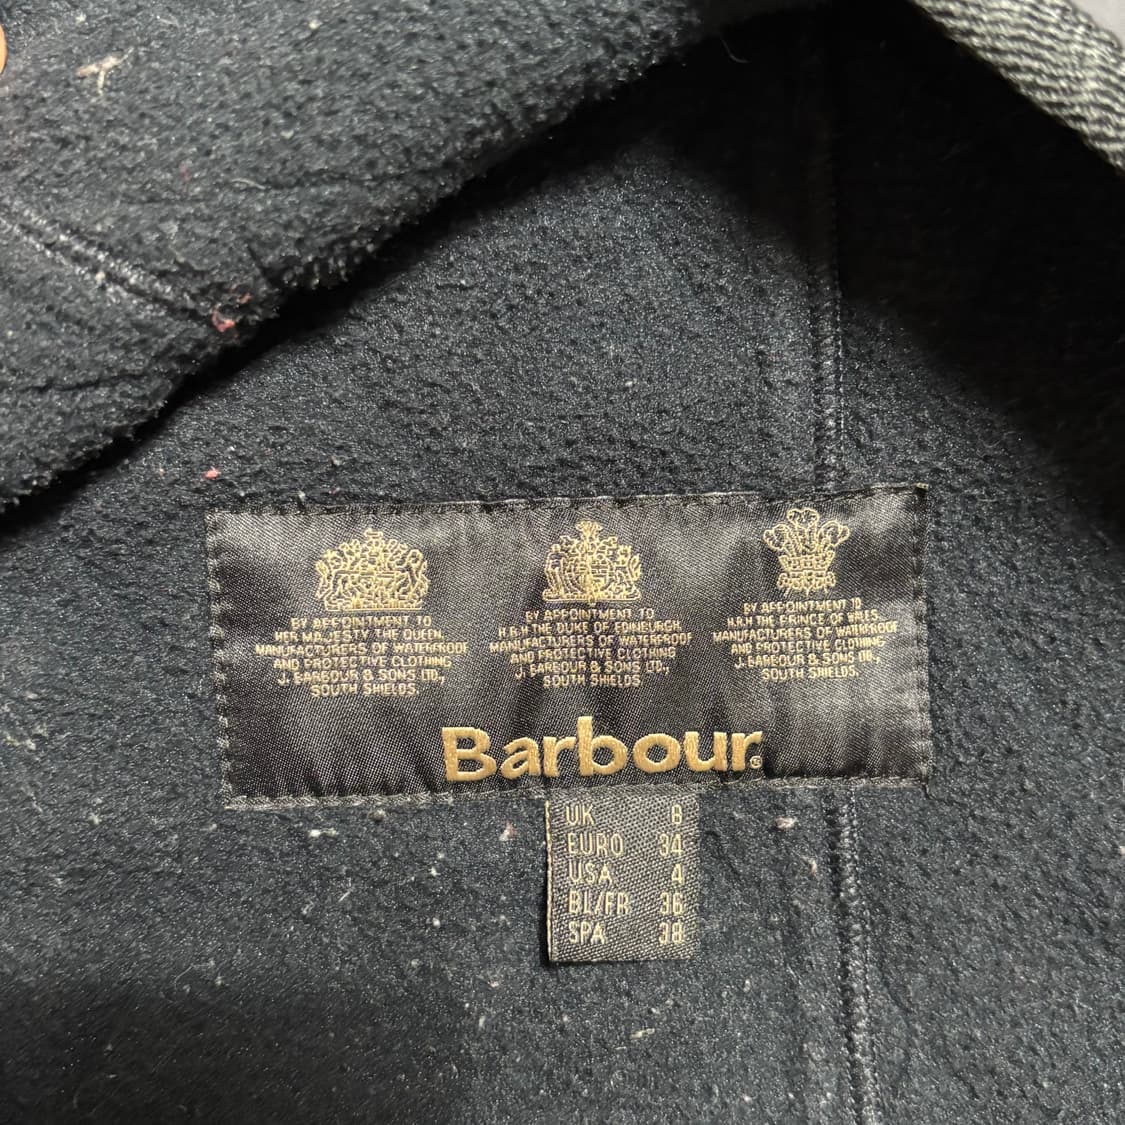 BY APPOINTMENT TO
HER MAJESTY THE QUEEN.
MANUFACTURERS OF WATERPROOF
AND PROTECTIVE CLOTHING
J. BARBOUR & SONS LTD.,
SOUTH SHIELDS.
BY APPOINTMENT TO
H.R.H THE DUKE OF EDINBURGH.
MANUFACTURERS OF WATERPROOF
AND PROTECTIVE CLOTHING
J. BARBOUR & SONS LTD.,
SOUTH SHIELDS.
BY APPOINTMENT TO
H.R.H THE PRINCE OF WALES.
MANUFACTURERS OF WATERPROOF
AND PROTECTIVE CLOTHING
J. BARBOUR & SONS LTD.,
SOUTH SHIELDS.
Barbour®
UK 8
EURO 34
USA 4
BL/FR 36
SPA 38